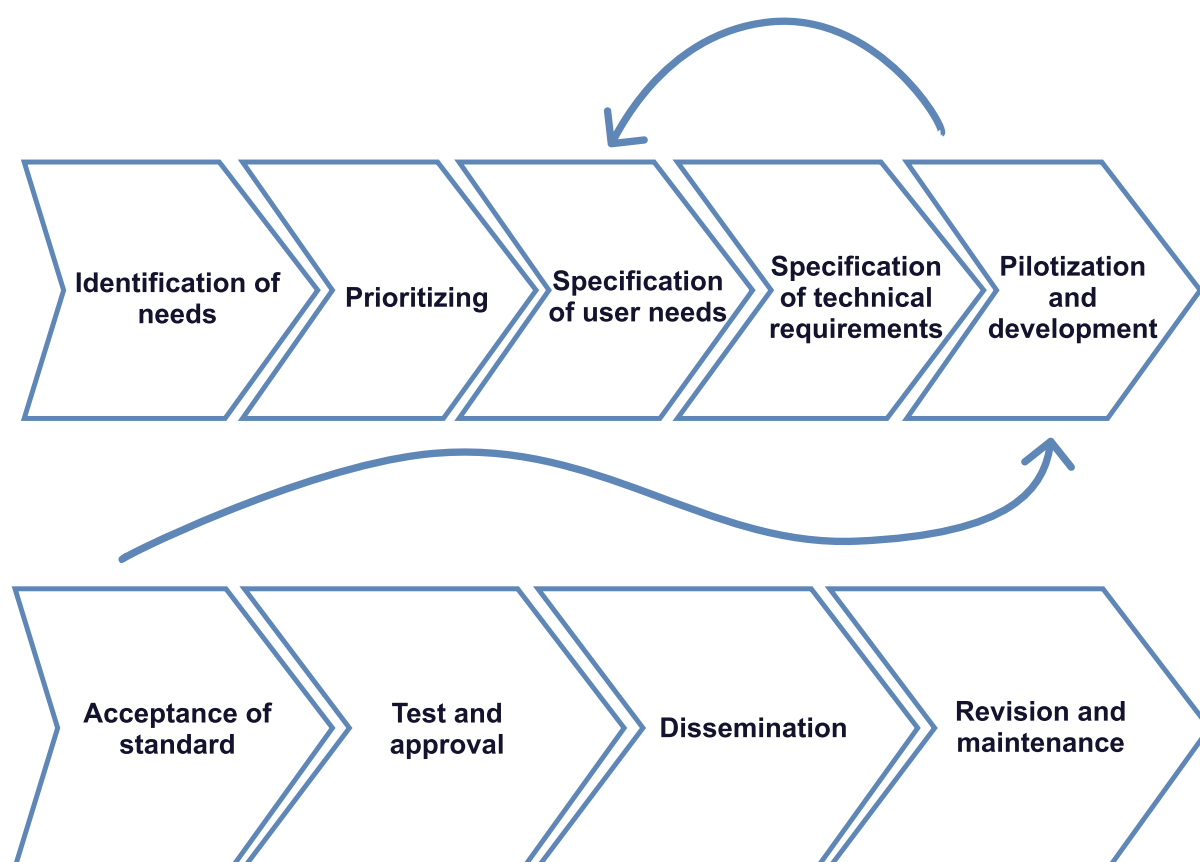 Identification of
needs
Prioritizing
Specification
of user needs
Specification
of technical
requirements
Pilotization
and
development
Acceptance of
standard
Test and
approval
Dissemination
Revision and
maintenance